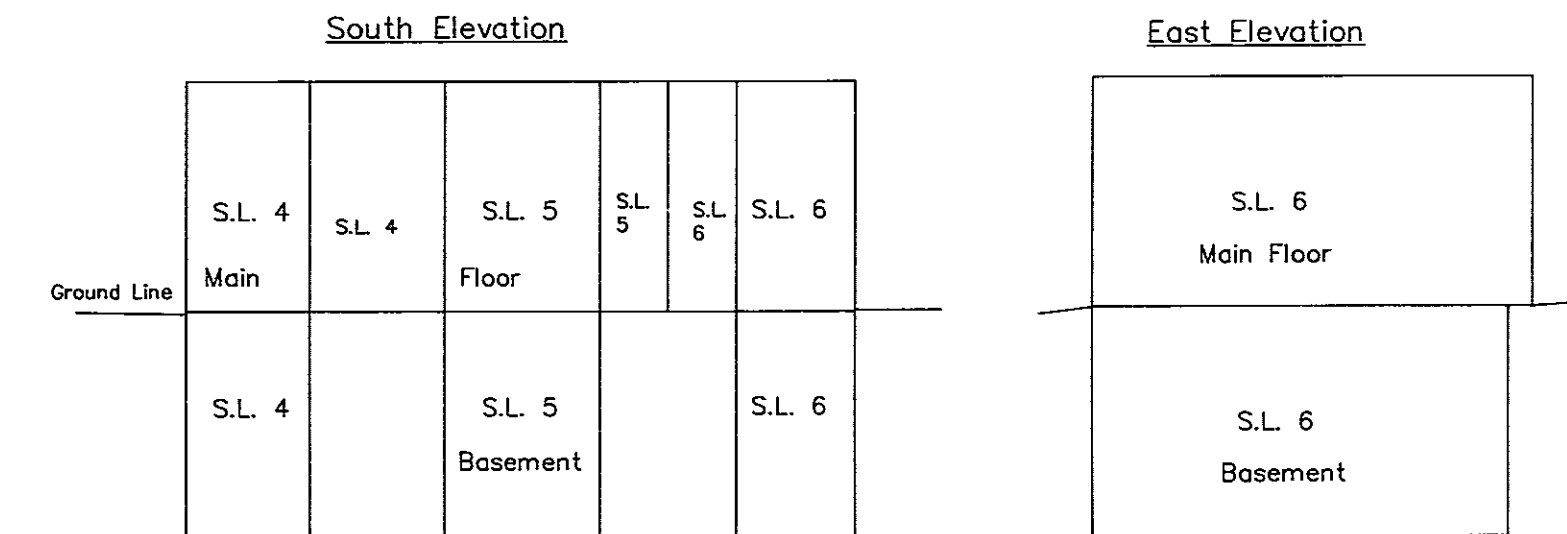 South Elevation
East Elevation
S.L. 4
S.L. 4
S.L. 5
S.L.
5
S.L.
6
S.L. 6
Main
Floor
Ground Line
S.L. 4
S.L. 5
S.L. 6
Basement
S.L. 6
Main Floor
S.L. 6
Basement